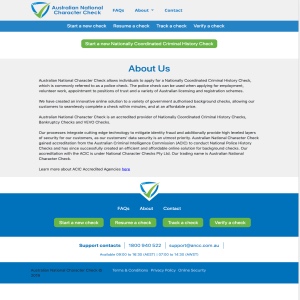 Australian National
Character Check
FAQs
About
Contact
Start a new check
Resume a check
Track a check
Verify a check
Start a new Nationally Coordinated Criminal History Check
About Us
Australian National Character Check allows individuals to apply for a Nationally Coordinated Criminal History Check,
which is commonly referred to as a police check. The police check can be used when applying for employment,
volunteer work, appointment to positions of trust and a variety of Australian licensing and registration schemes.
We have created an innovative online solution to a variety of government authorised background checks, allowing our
customers to seamlessly complete a check online within minutes, and at an affordable price.
Australian National Character Check is an accredited provider of Nationally Coordinated Criminal History Checks,
Bankruptcy Checks and VEVO Checks.
Our processes integrate cutting edge technology to mitigate identity fraud and additionally provide high levels
of security for our customers, as our customers' data security is an utmost priority. Australian National Character Check
gained accreditation from the Australian Criminal Intelligence Commission (ACIC) to conduct National Police History
Checks and has since successfully created an efficient and affordable online solution for background checks. Our
accreditation with the ACIC is under National Character Checks Pty Ltd. Our trading name is Australian National
Character Check.
Learn more about ACIC Accredited Agencies here
FAQs
About
Contact
Start a new check
Resume a check
Track a check
Verify a check
Support contacts
1800 940 522
support@ancc.com.au
Australian National Character Check ©
Terms & Conditions
Privacy Policy
Online Security